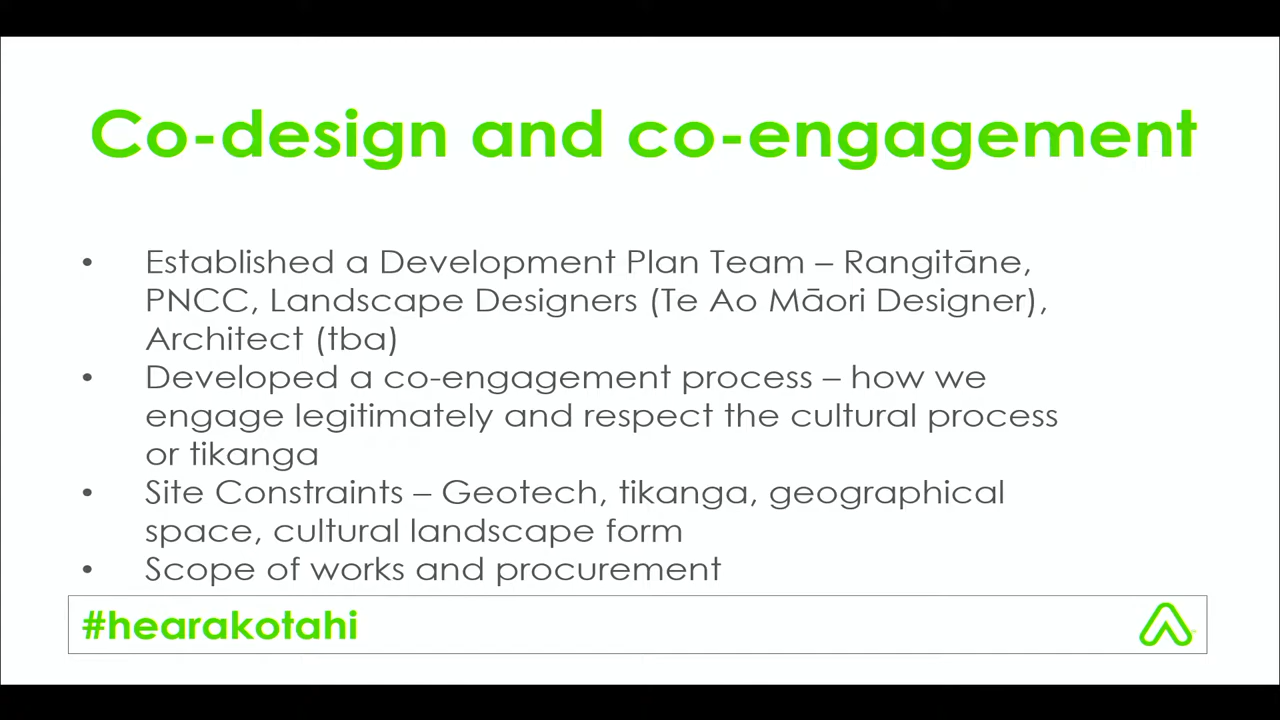 Co-design and co-engagement
• Established a Development Plan Team – Rangitāne,
PNCC, Landscape Designers (Te Ao Māori Designer),
Architect (tba)
• Developed a co-engagement process – how we
engage legitimately and respect the cultural process
or tikanga
• Site Constraints – Geotech, tikanga, geographical
space, cultural landscape form
• Scope of works and procurement
#hearakotahi